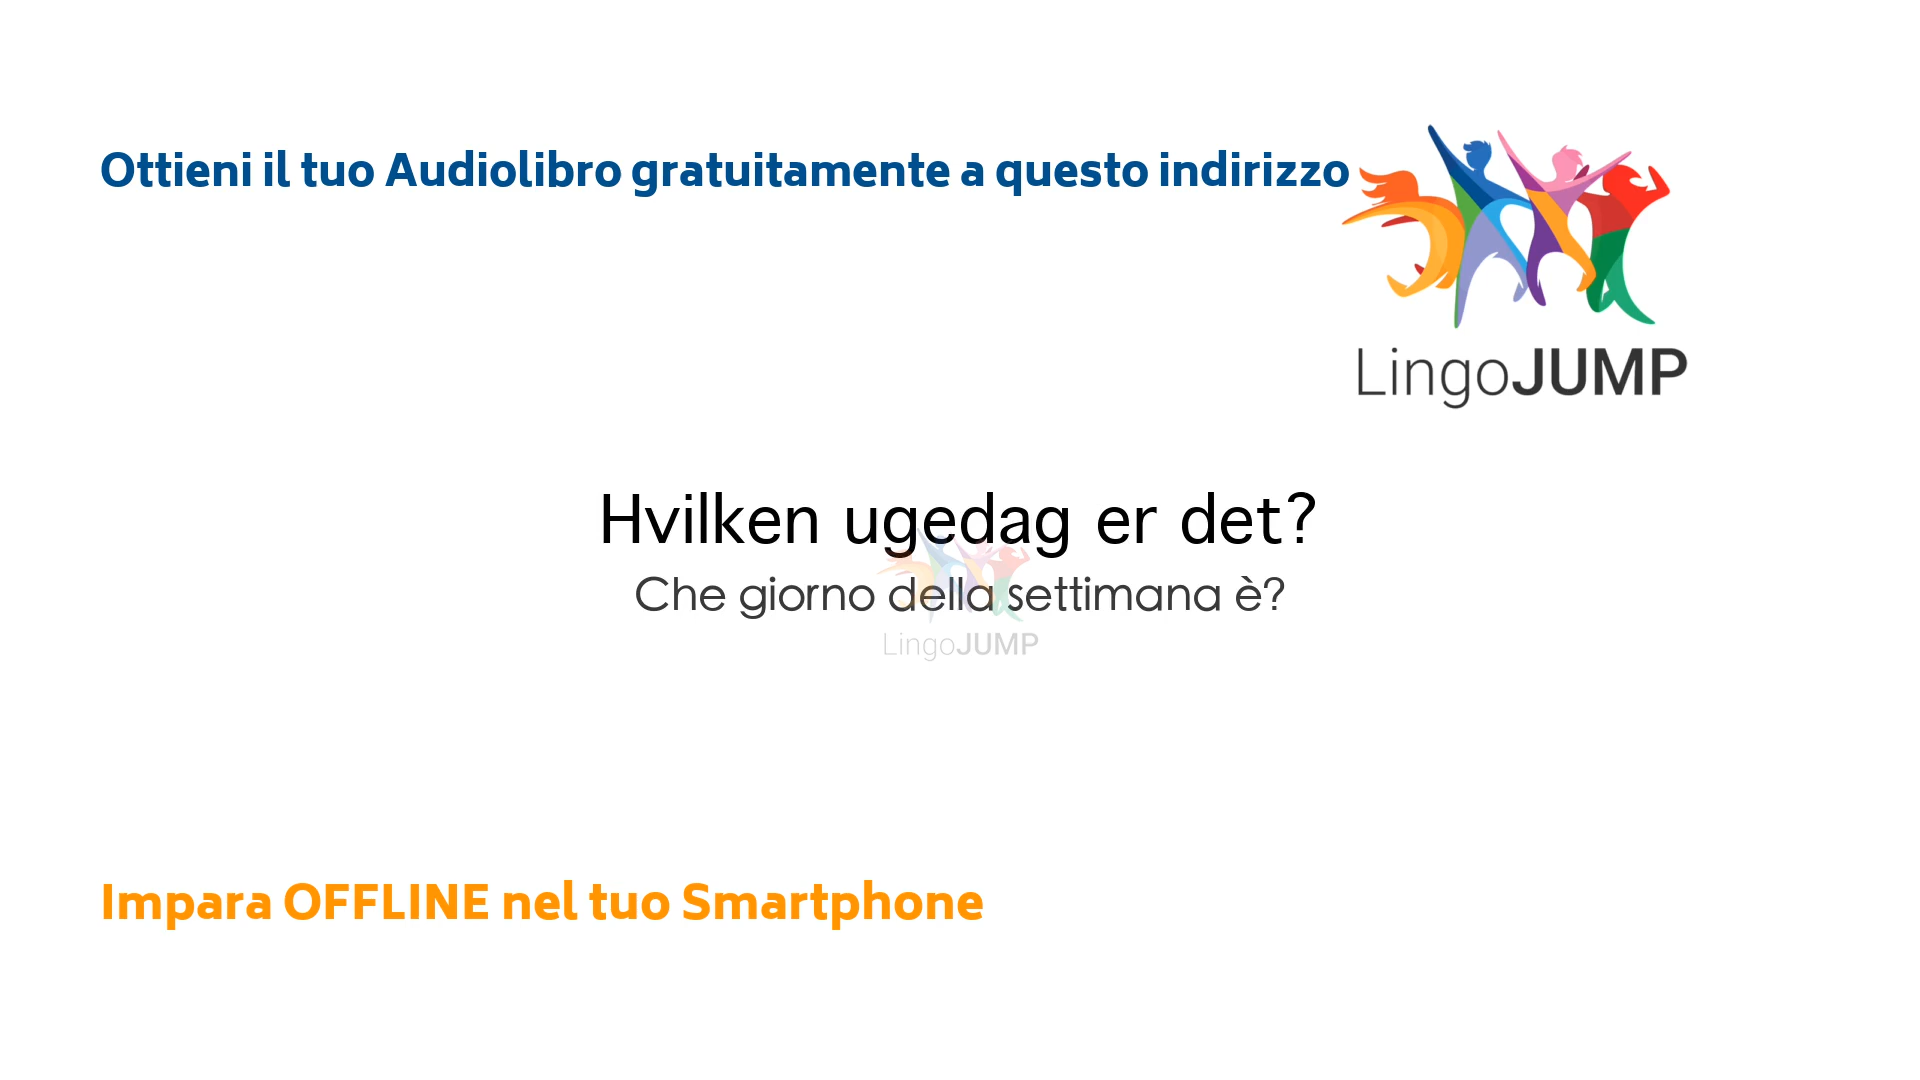 Ottieni il tuo Audiolibro gratuitamente a questo indirizzo
LingoJUMP
Hvilken ugedag er det?
Che giorno della settimana è?
LingoJUMP
Impara OFFLINE nel tuo Smartphone